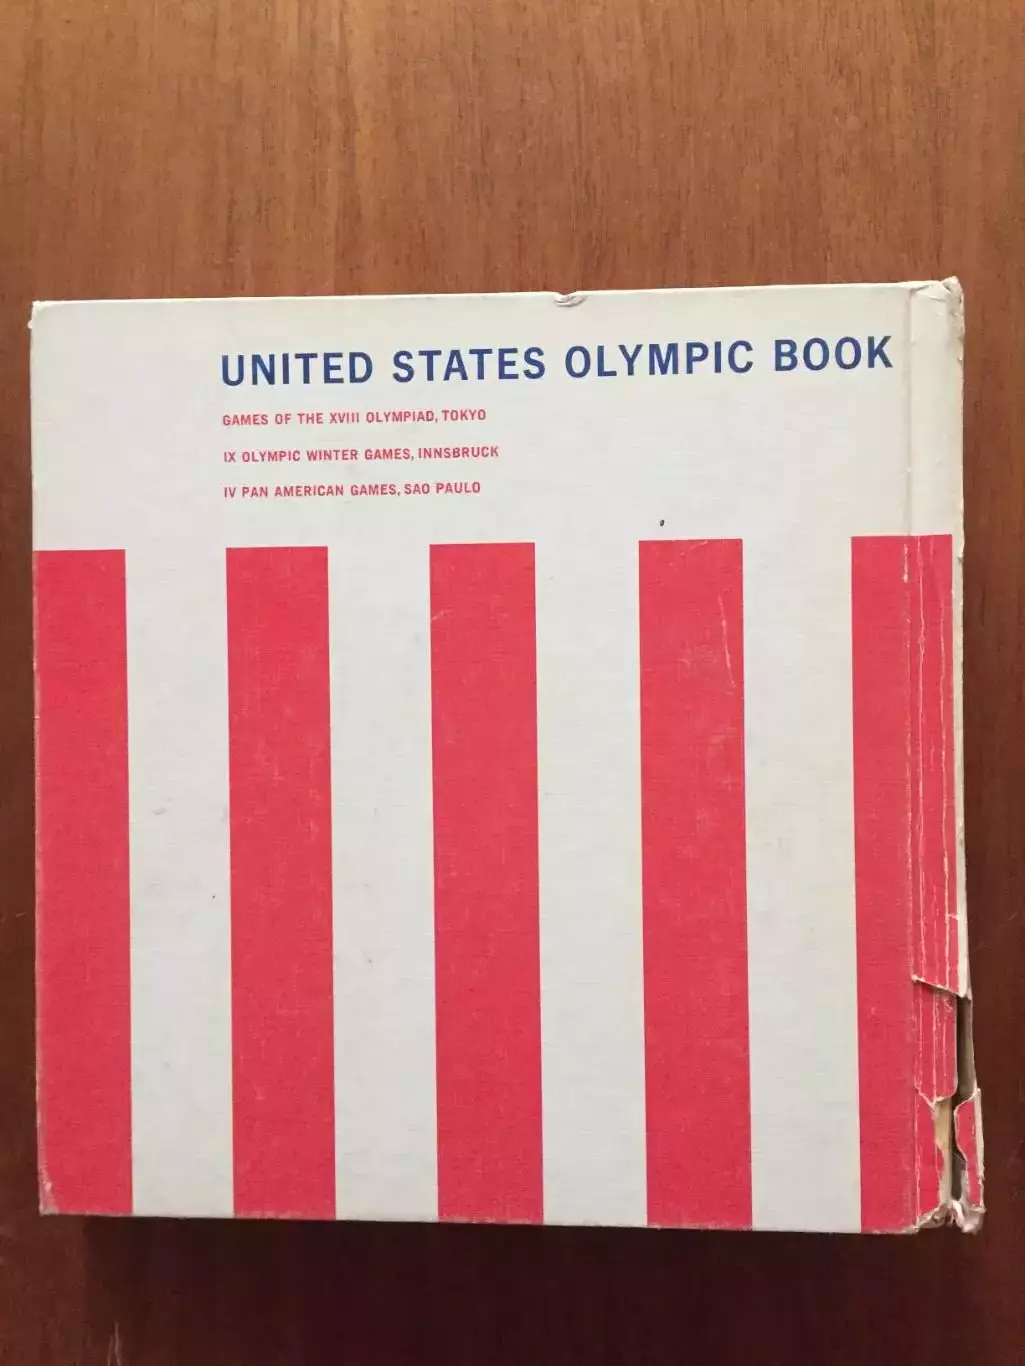 UNITED STATES OLYMPIC BOOK
GAMES OF THE XVIII OLYMPIAD, TOKYO
IX OLYMPIC WINTER GAMES, INNSBRUCK
IV PAN AMERICAN GAMES, SAO PAULO